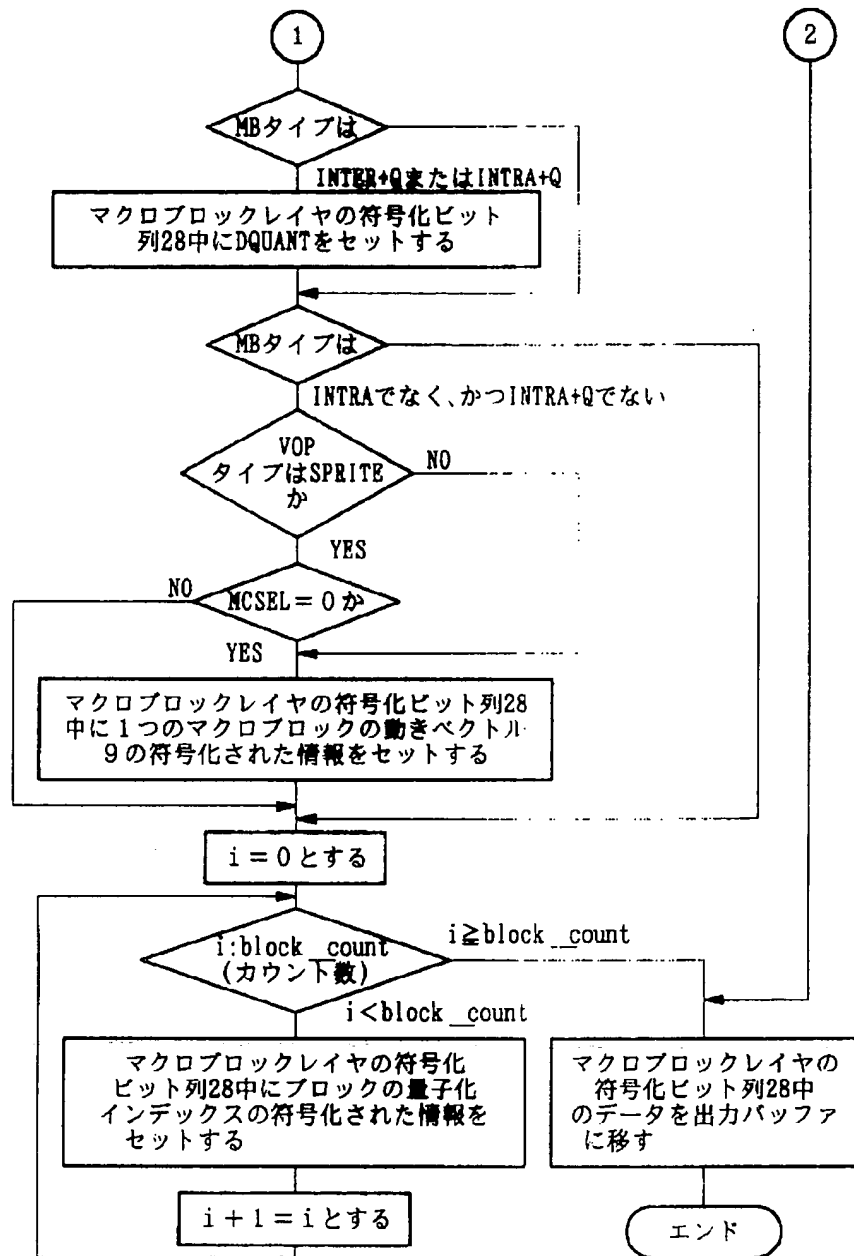 1
2
MBタイプは
INTER+QまたはINTRA+Q
マクロブロックレイヤの符号化ビット
列28中にDQUANTをセットする
MBタイプは
INTRAでなく、かつINTRA+Qでない
VOP
タイプはSPRITE
か
NO
YES
NO
MCSEL=0か
YES
マクロブロックレイヤの符号化ビット列28
中に1つのマクロブロックの動きベクトル
9の符号化された情報をセットする
i=0とする
i:block_count
(カウント数)
i≧block_count
i<block_count
マクロブロックレイヤの符号化
ビット列28中にブロックの量子化
インデックスの符号化された情報を
セットする
マクロブロックレイヤの
符号化ビット列28中
のデータを出力バッファ
に移す
i+1=iとする
エンド